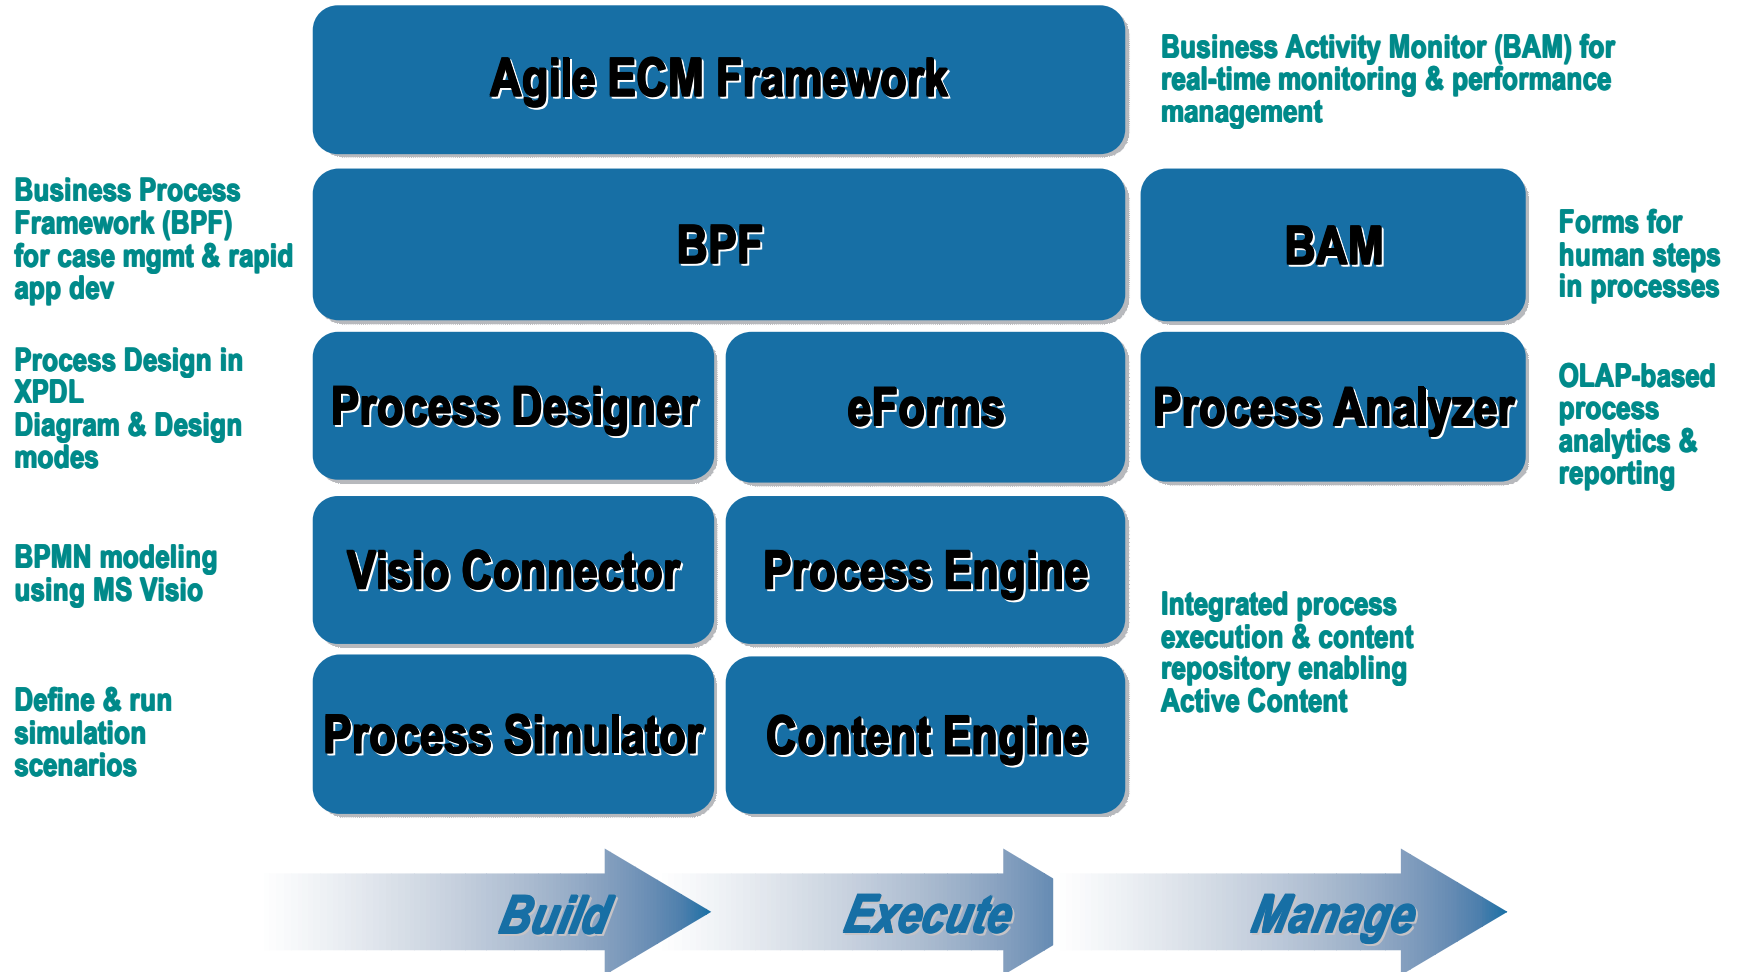 Agile ECM Framework
Business Activity Monitor (BAM) for
real-time monitoring & performance
management
Business Process
Framework (BPF)
for case mgmt & rapid
app dev
BPF
BAM
Forms for
human steps
in processes
Process Design in
XPDL
Diagram & Design
modes
Process Designer
eForms
Process Analyzer
OLAP-based
process
analytics &
reporting
BPMN modeling
using MS Visio
Visio Connector
Process Engine
Integrated process
execution & content
repository enabling
Active Content
Define & run
simulation
scenarios
Process Simulator
Content Engine
Build
Execute
Manage